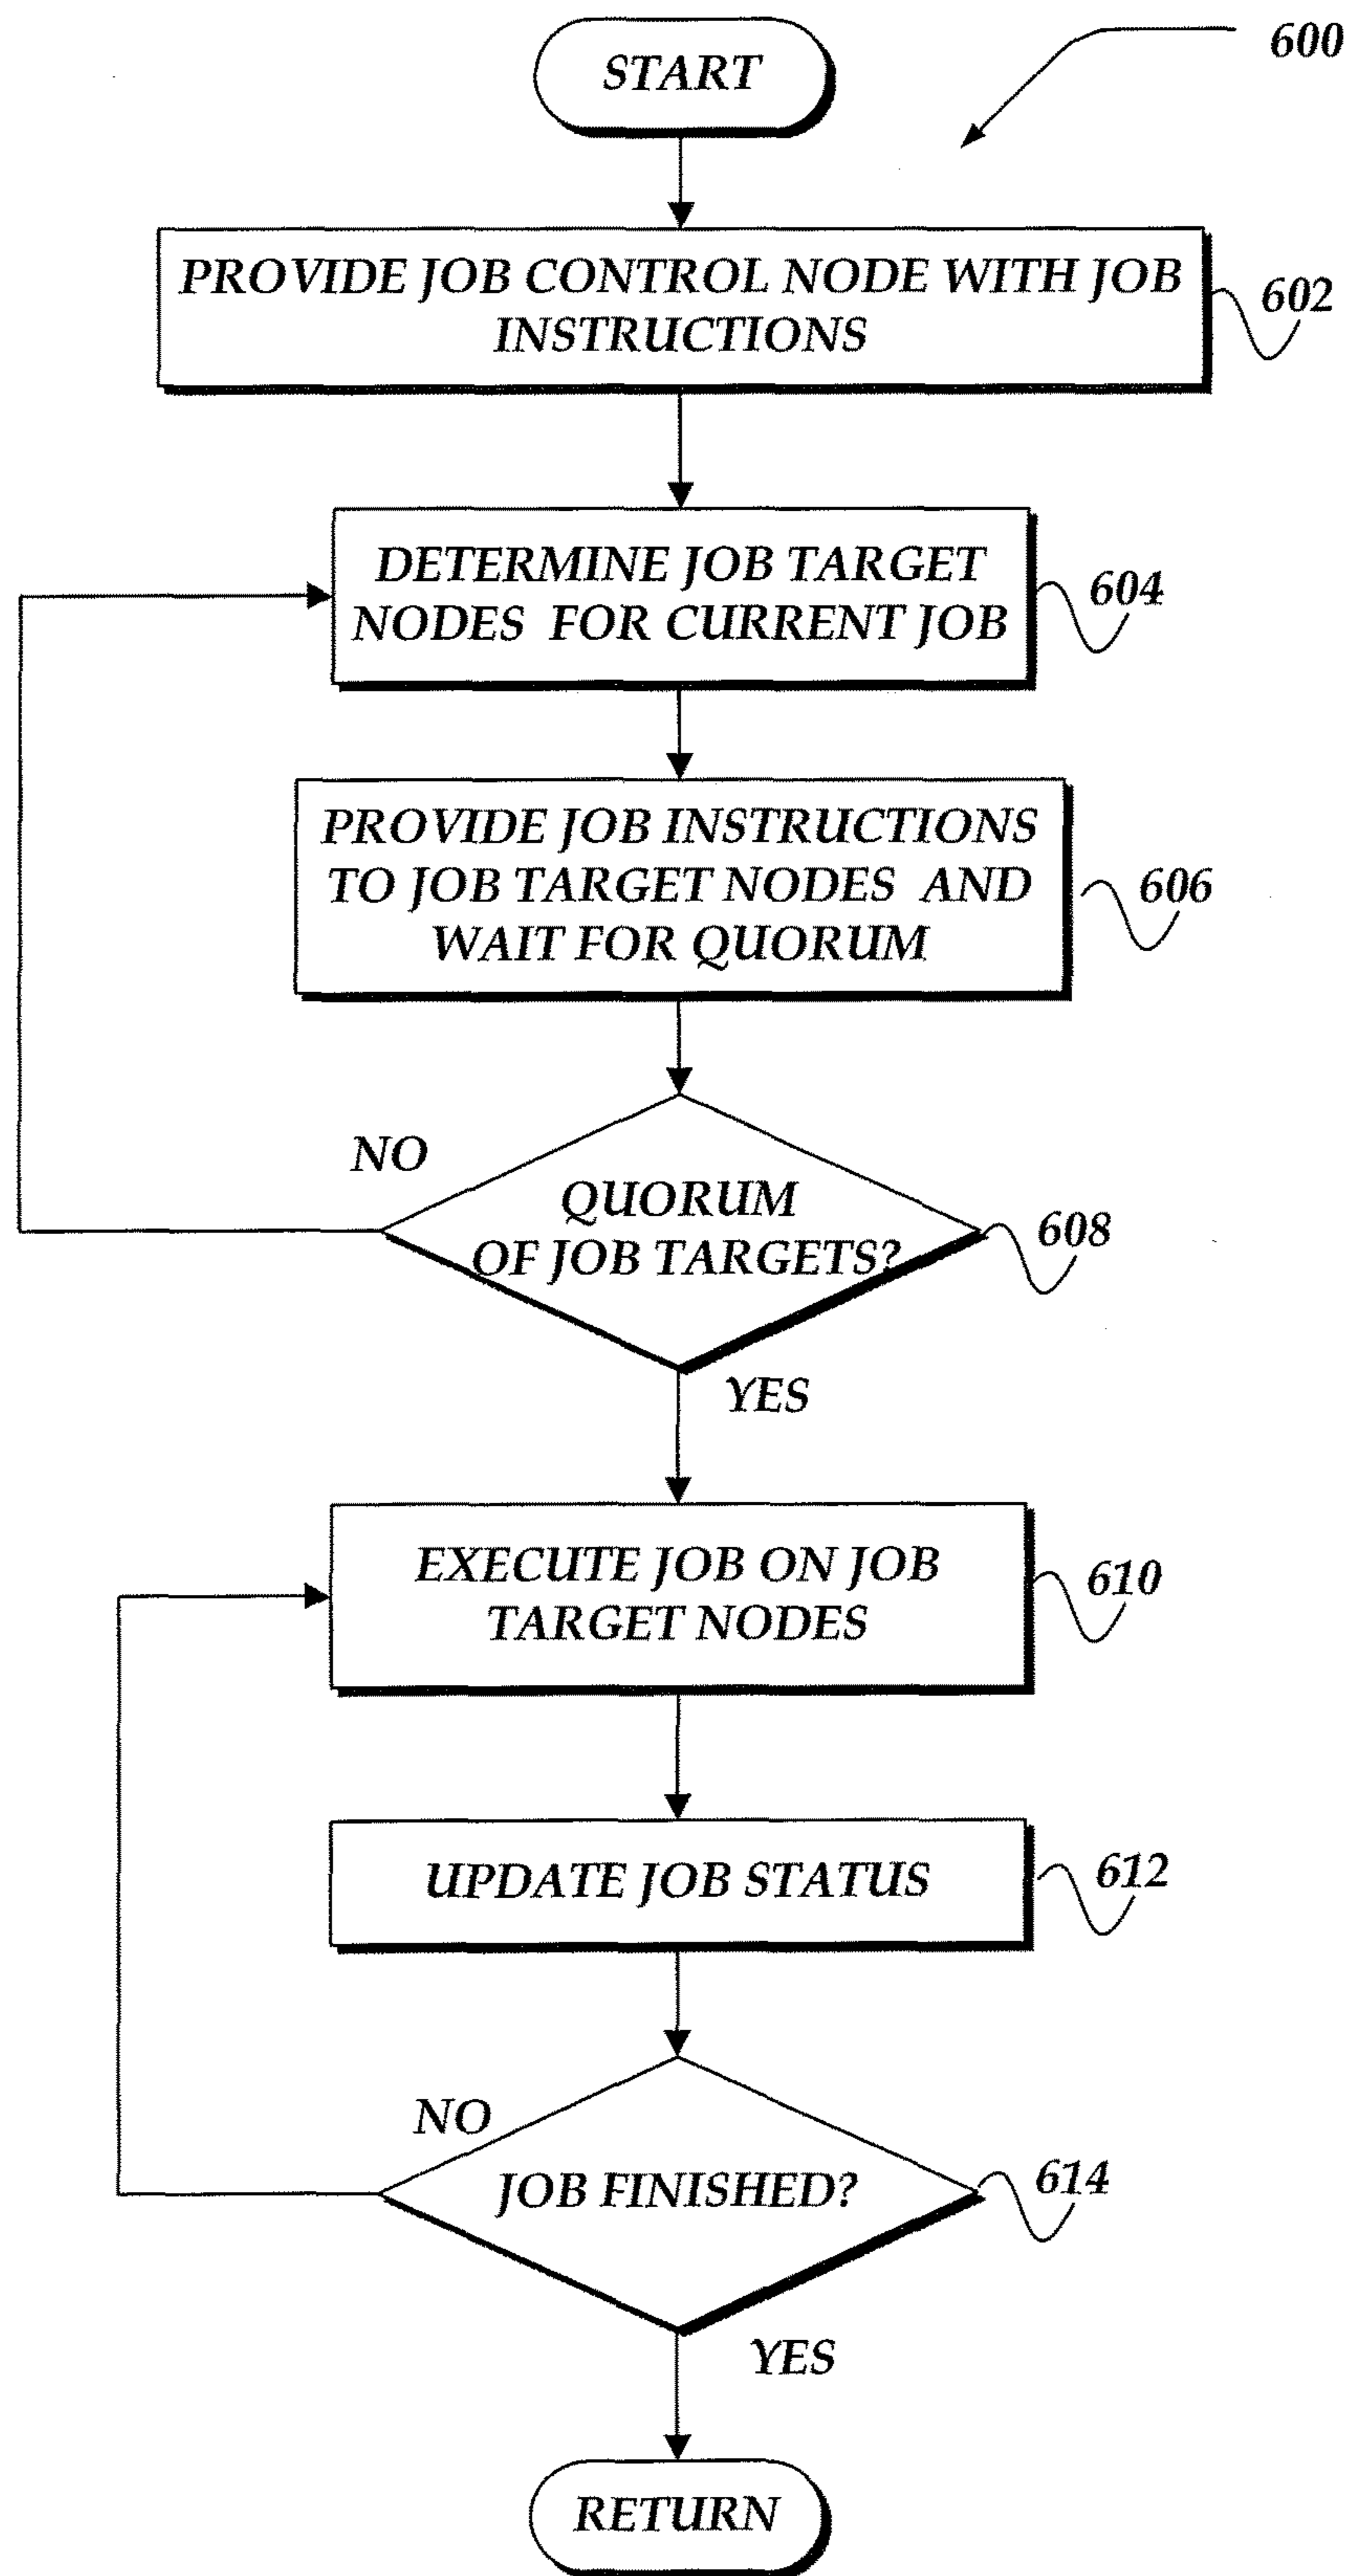 START
600
PROVIDE JOB CONTROL NODE WITH JOB
INSTRUCTIONS
602
DETERMINE JOB TARGET
NODES FOR CURRENT JOB
604
PROVIDE JOB INSTRUCTIONS
TO JOB TARGET NODES AND
WAIT FOR QUORUM
606
NO
QUORUM
OF JOB TARGETS?
608
YES
EXECUTE JOB ON JOB
TARGET NODES
610
UPDATE JOB STATUS
612
NO
JOB FINISHED?
614
YES
RETURN